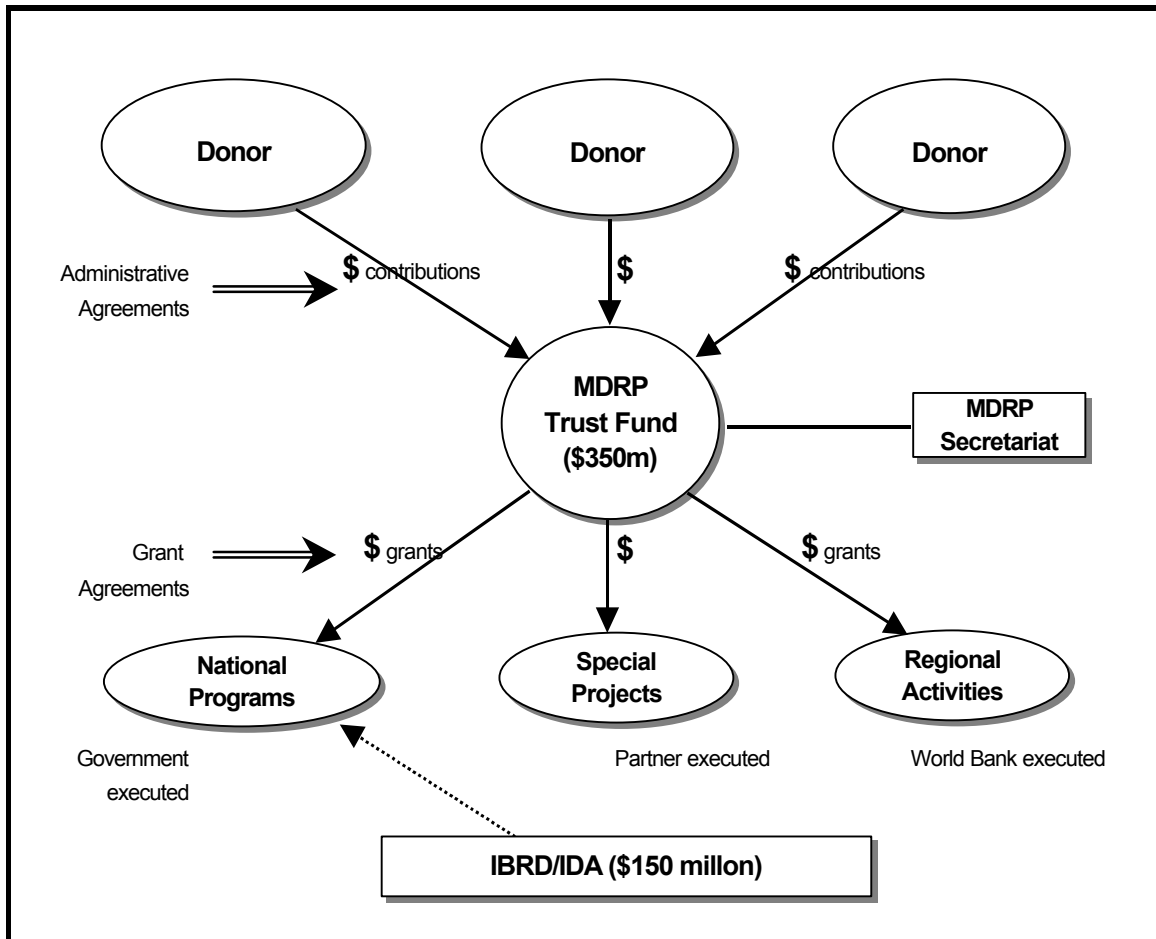 Donor
Donor
Donor
Administrative
Agreements
$ contributions
$
$ contributions
MDRP
Trust Fund
($350m)
MDRP
Secretariat
Grant
Agreements
$ grants
$
$ grants
National
Programs
Special
Projects
Regional
Activities
Government
executed
Partner executed
World Bank executed
IBRD/IDA ($150 millon)